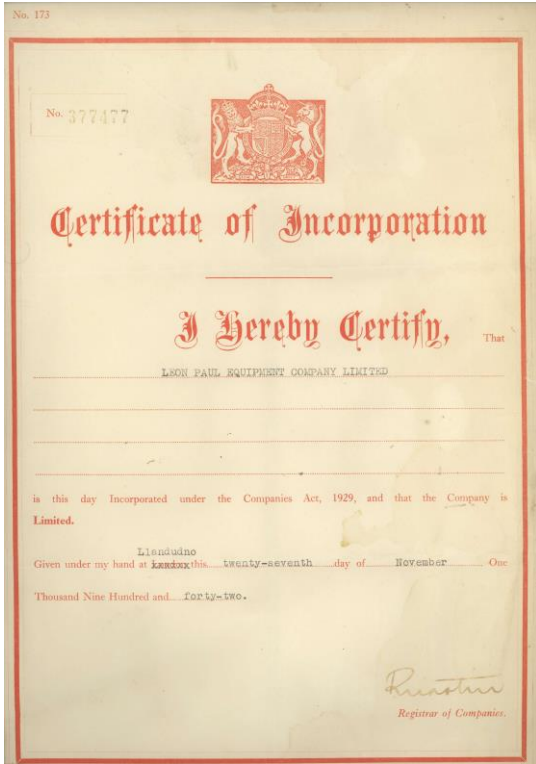 No. 173
No. 377477
Certificate of Incorporation
I Hereby Certify, That
LEON PAUL EQUIPMENT COMPANY LIMITED
is this day Incorporated under the Companies Act, 1929, and that the Company is
Limited.
Llandudno
Given under my hand at London this twenty-seventh day of November One
Thousand Nine Hundred and forty-two.
Registrar of Companies.